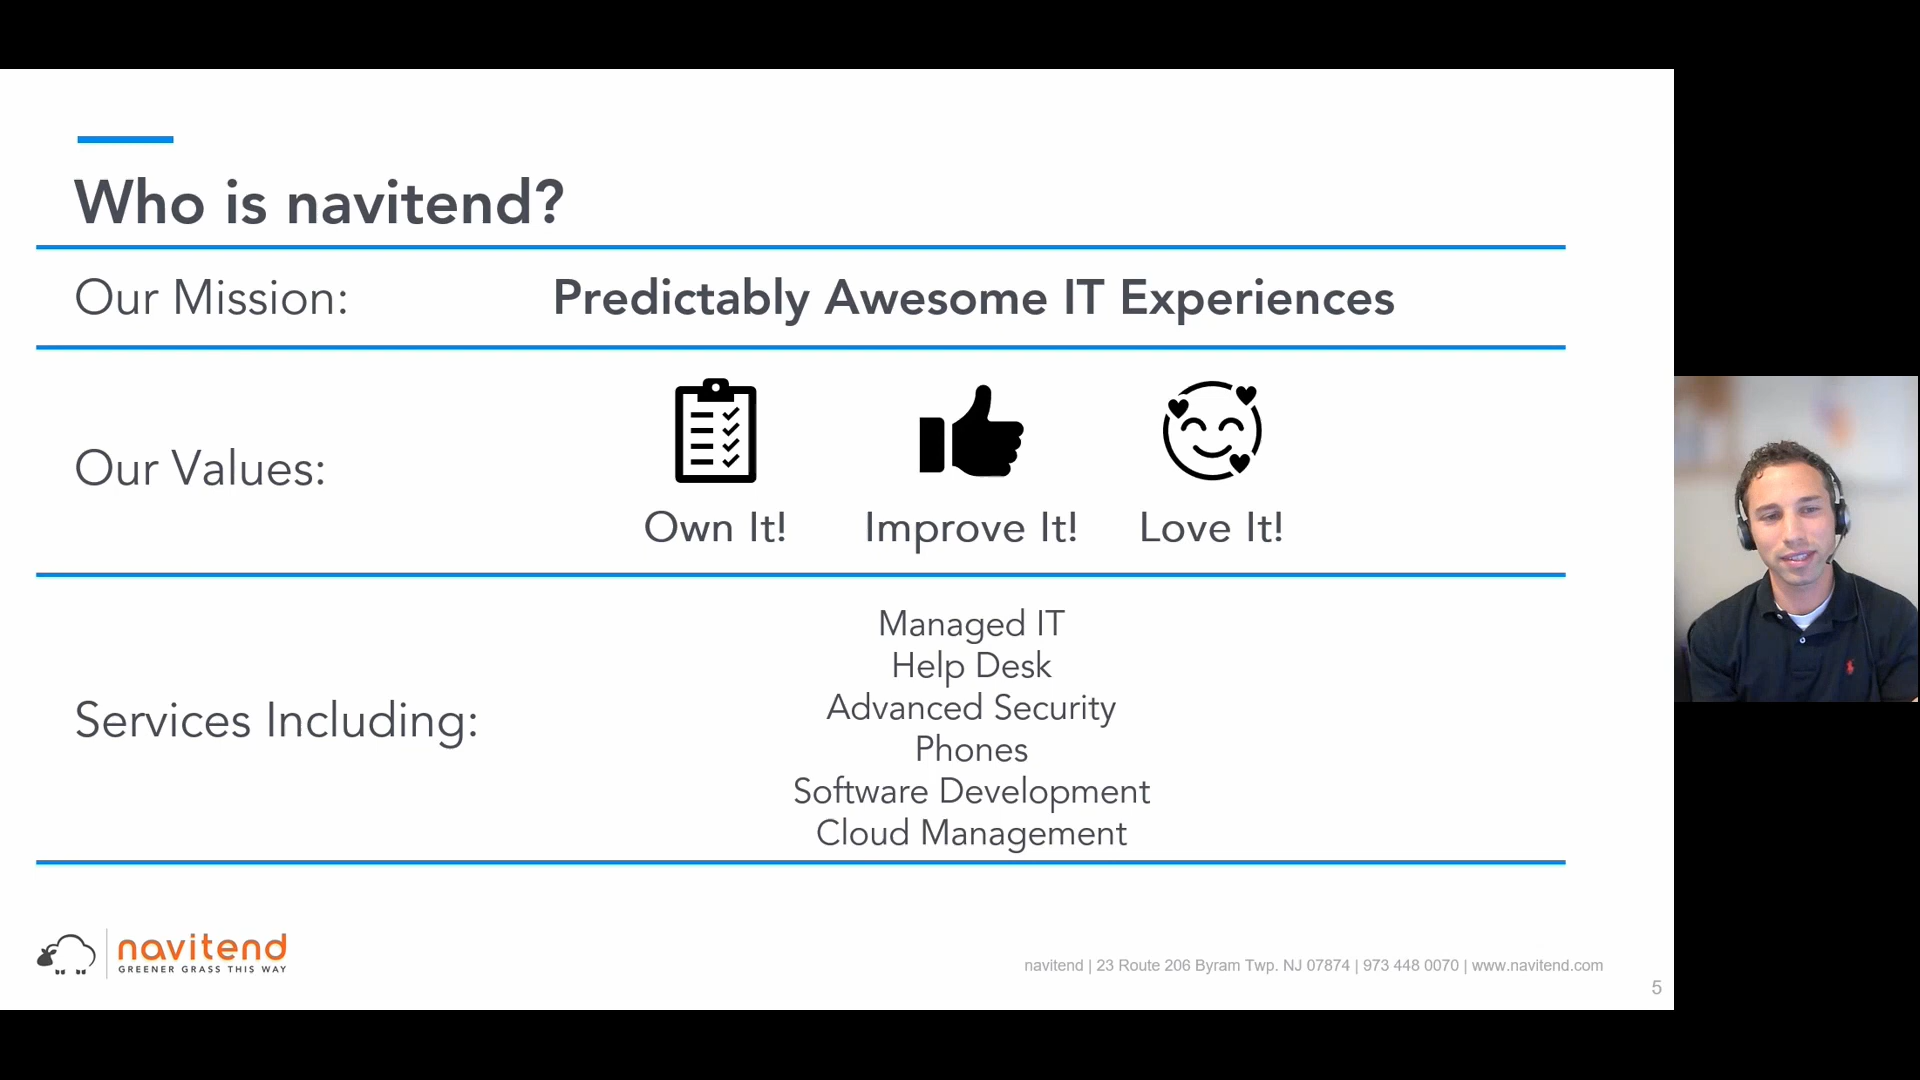 Who is navitend?
Our Mission:
Predictably Awesome IT Experiences
Our Values:
Own It!
Improve It!
Love It!
Services Including:
Managed IT
Help Desk
Advanced Security
Phones
Software Development
Cloud Management
navitend
GREENER GRASS THIS WAY
navitend | 23 Route 206 Byram Twp. NJ 07874 | 973 448 0070 | www.navitend.com
5